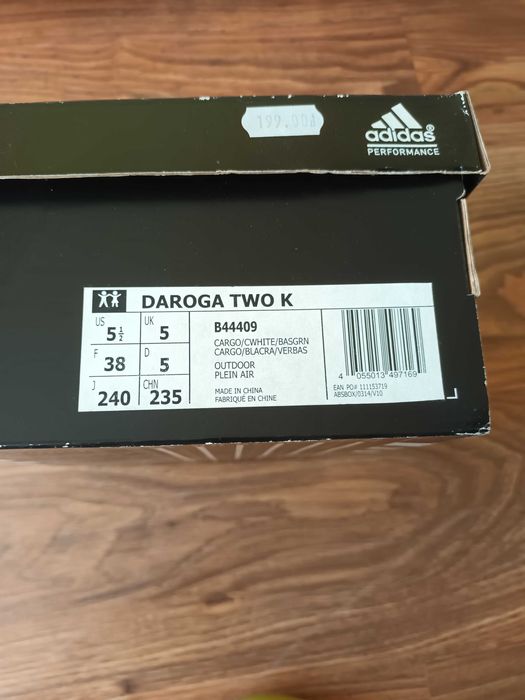 199.00
adidas®
PERFORMANCE
DAROGA TWO K
US 5½
UK 5
B44409
CARGO/CWHITE/BASGRN
CARGO/BLACRA/VERBAS
F 38
D 5
OUTDOOR
PLEIN AIR
J 240
CHN 235
MADE IN CHINA
FABRIQUÉ EN CHINE
4 055013 497169
EAN PO# 111153719
ABSBOX/0314/V10